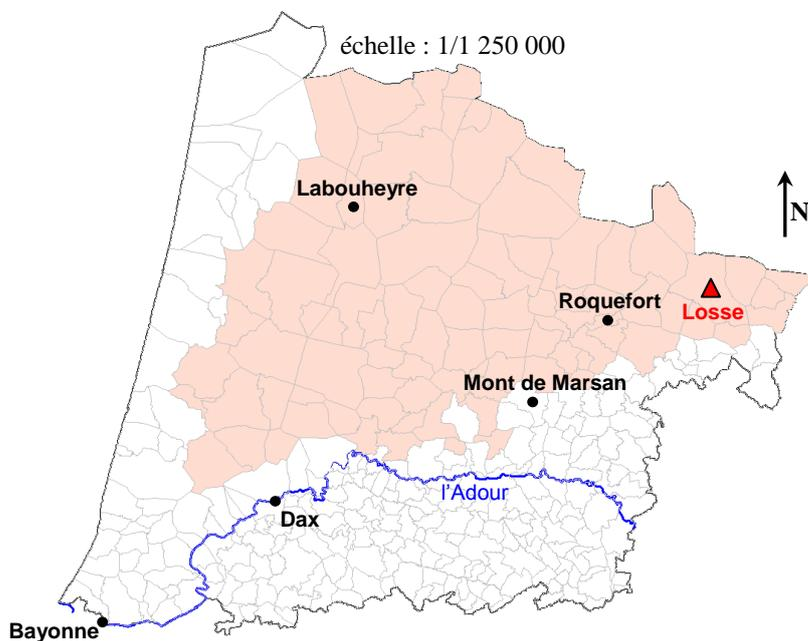 échelle : 1/1 250 000
Labouheyre
N
Roquefort
Losse
Mont de Marsan
l'Adour
Dax
Bayonne